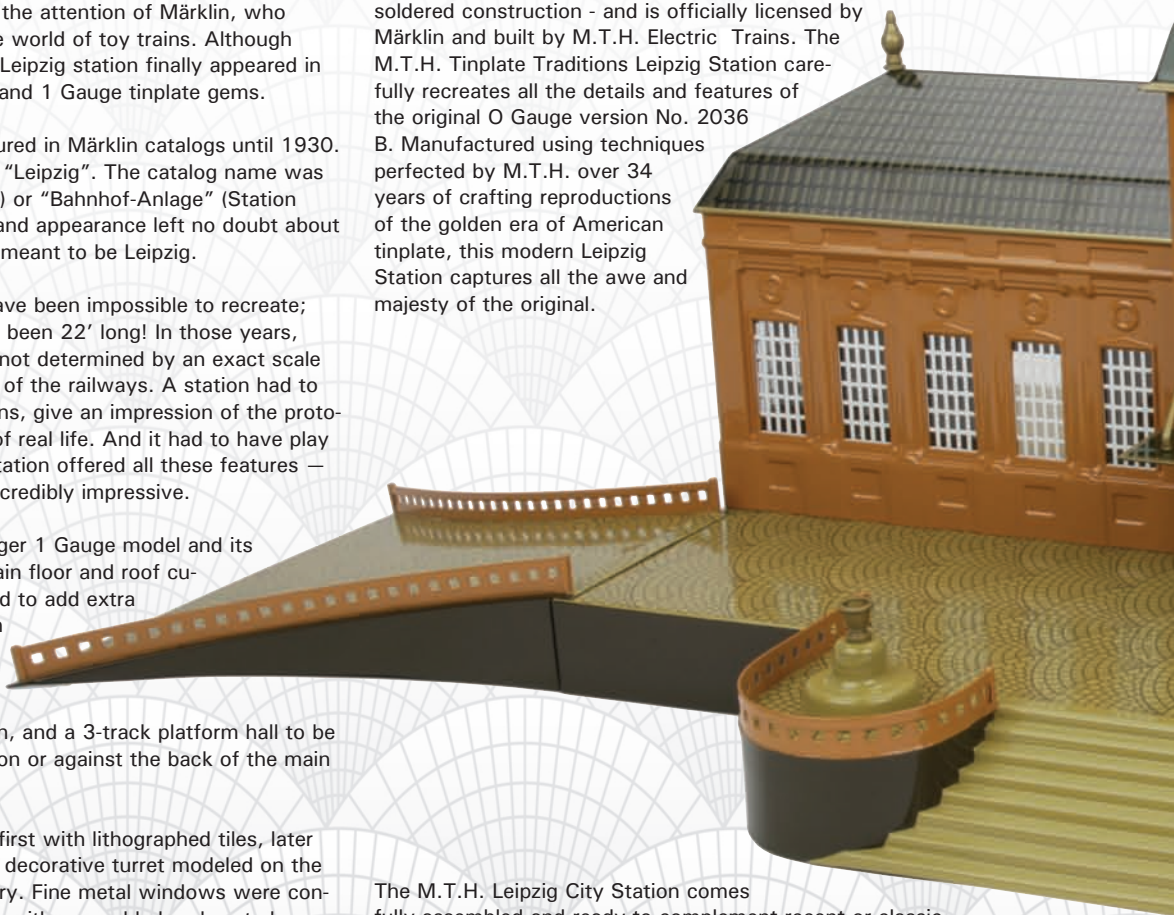 the attention of Märklin, who
world of toy trains. Although
Leipzig station finally appeared in
and 1 Gauge tinplate gems.
ured in Märklin catalogs until 1930.
“Leipzig”. The catalog name was
) or “Bahnhof-Anlage” (Station
and appearance left no doubt about
meant to be Leipzig.
ave been impossible to recreate;
been 22’ long! In those years,
not determined by an exact scale
of the railways. A station had to
ns, give an impression of the proto-
of real life. And it had to have play
tation offered all these features —
credibly impressive.
ger 1 Gauge model and its
ain floor and roof cu-
d to add extra
n, and a 3-track platform hall to be
on or against the back of the main
first with lithographed tiles, later
decorative turret modeled on the
ry. Fine metal windows were con-
soldered construction - and is officially licensed by
Märklin and built by M.T.H. Electric Trains. The
M.T.H. Tinplate Traditions Leipzig Station care-
fully recreates all the details and features of
the original O Gauge version No. 2036
B. Manufactured using techniques
perfected by M.T.H. over 34
years of crafting reproductions
of the golden era of American
tinplate, this modern Leipzig
Station captures all the awe and
majesty of the original.
The M.T.H. Leipzig City Station comes
fully assembled and ready to complement recent or classic